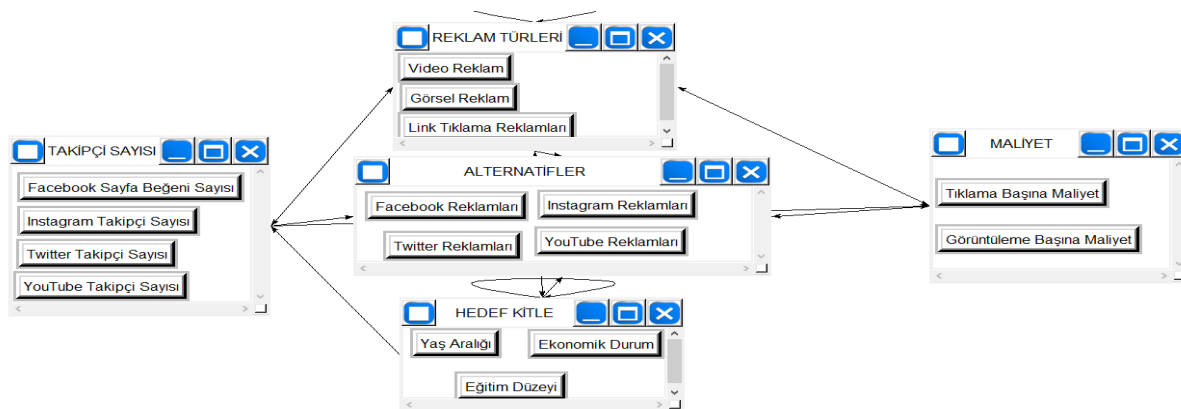 REKLAM TÜRLERİ
Video Reklam
Görsel Reklam
Link Tıklama Reklamları
TAKİPÇİ SAYISI
Facebook Sayfa Beğeni Sayısı
Instagram Takipçi Sayısı
Twitter Takipçi Sayısı
YouTube Takipçi Sayısı
ALTERNATİFLER
Facebook Reklamları
Instagram Reklamları
Twitter Reklamları
YouTube Reklamları
MALİYET
Tıklama Başına Maliyet
Görüntüleme Başına Maliyet
HEDEF KİTLE
Yaş Aralığı
Ekonomik Durum
Eğitim Düzeyi